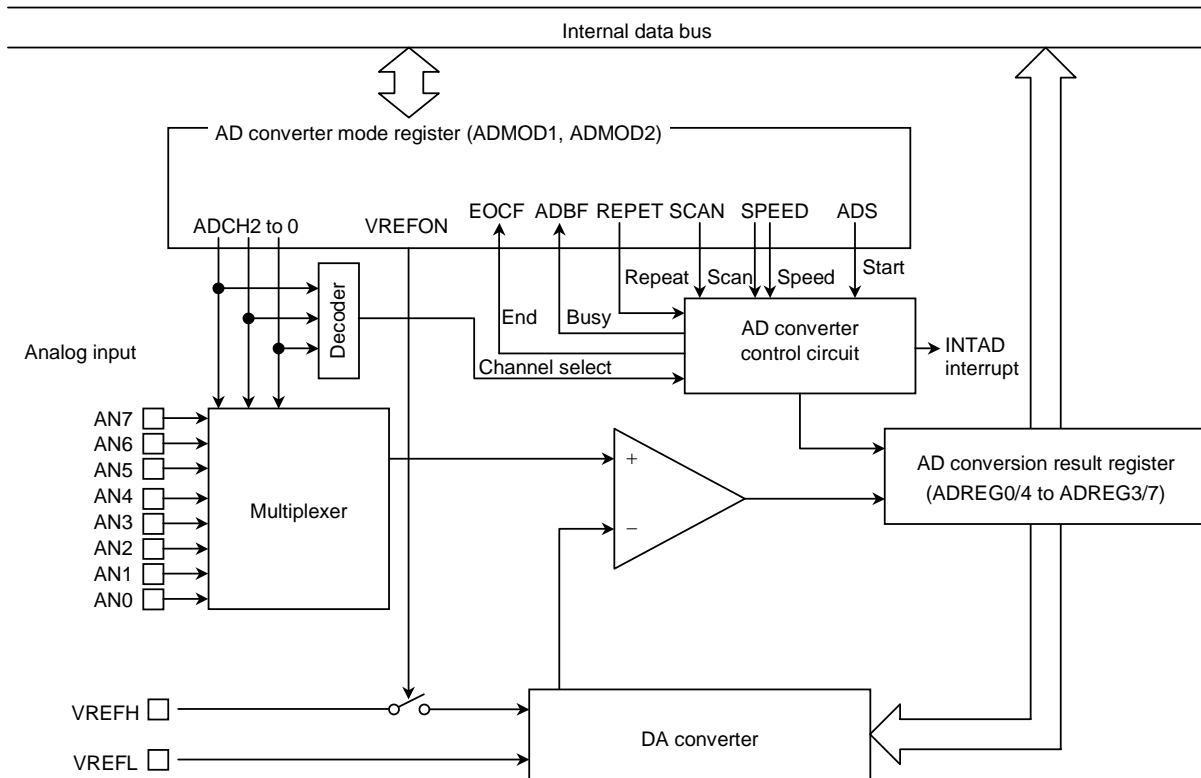 Internal data bus
AD converter mode register (ADMOD1, ADMOD2)
ADCH2 to 0
VREFON
EOCF
ADBF
REPET
SCAN
SPEED
ADS
Repeat
Scan
Speed
Start
Decoder
End
Busy
AD converter
control circuit
INTAD
interrupt
Analog input
Channel select
AN7
AN6
AN5
AN4
AN3
AN2
AN1
AN0
Multiplexer
+
−
AD conversion result register
(ADREG0/4 to ADREG3/7)
VREFH
VREFL
DA converter